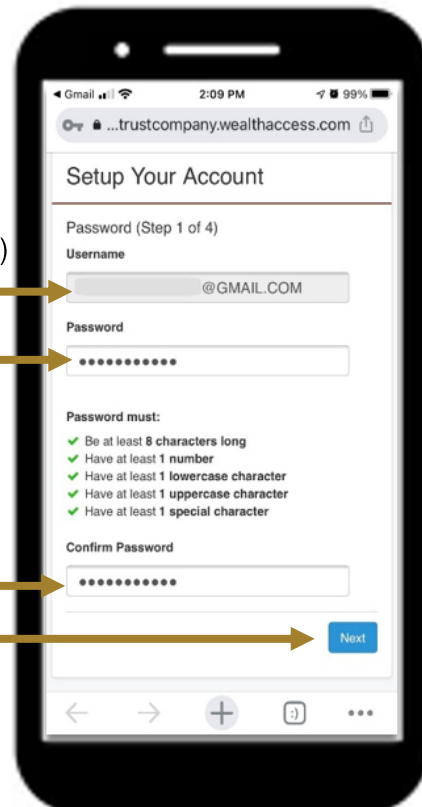 Gmail 2:09 PM 99%
...trustcompany.wealthaccess.com
Setup Your Account
Password (Step 1 of 4)
)
Username
@GMAIL.COM
Password
•••••••••••
Password must:
Be at least 8 characters long
Have at least 1 number
Have at least 1 lowercase character
Have at least 1 uppercase character
Have at least 1 special character
Confirm Password
•••••••••••
Next
:)